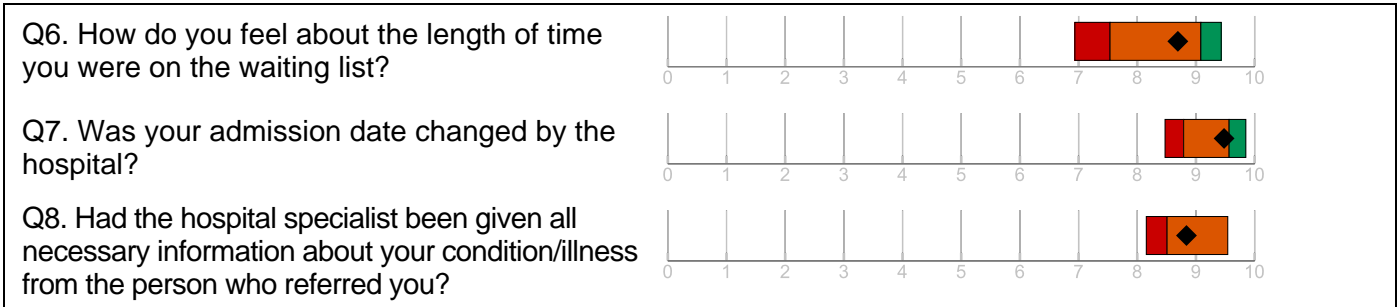 Q6. How do you feel about the length of time
you were on the waiting list?
0 1 2 3 4 5 6 7 8 9 10
Q7. Was your admission date changed by the
hospital?
0 1 2 3 4 5 6 7 8 9 10
Q8. Had the hospital specialist been given all
necessary information about your condition/illness
from the person who referred you?
0 1 2 3 4 5 6 7 8 9 10